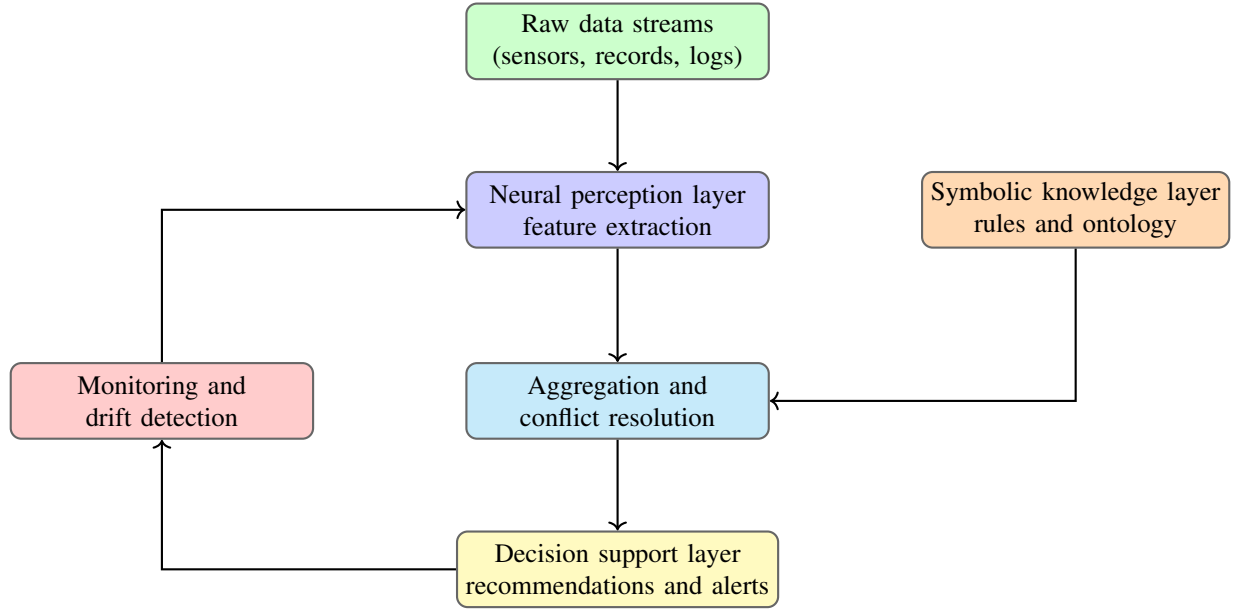 Raw data streams
(sensors, records, logs)
Neural perception layer
feature extraction
Symbolic knowledge layer
rules and ontology
Monitoring and
drift detection
Aggregation and
conflict resolution
Decision support layer
recommendations and alerts